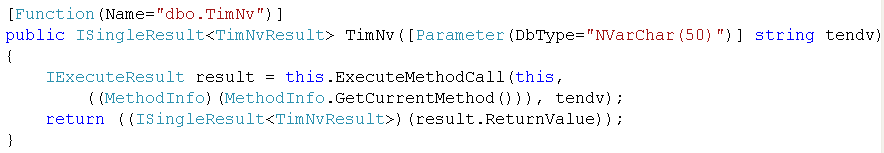 [Function(Name="dbo.TimNv")]
public ISingleResult<TimNvResult> TimNv([Parameter(DbType="NVarChar(50)")] string tendv)
{
    IExecuteResult result = this.ExecuteMethodCall(this,
        ((MethodInfo)(MethodInfo.GetCurrentMethod())), tendv);
    return ((ISingleResult<TimNvResult>)(result.ReturnValue));
}